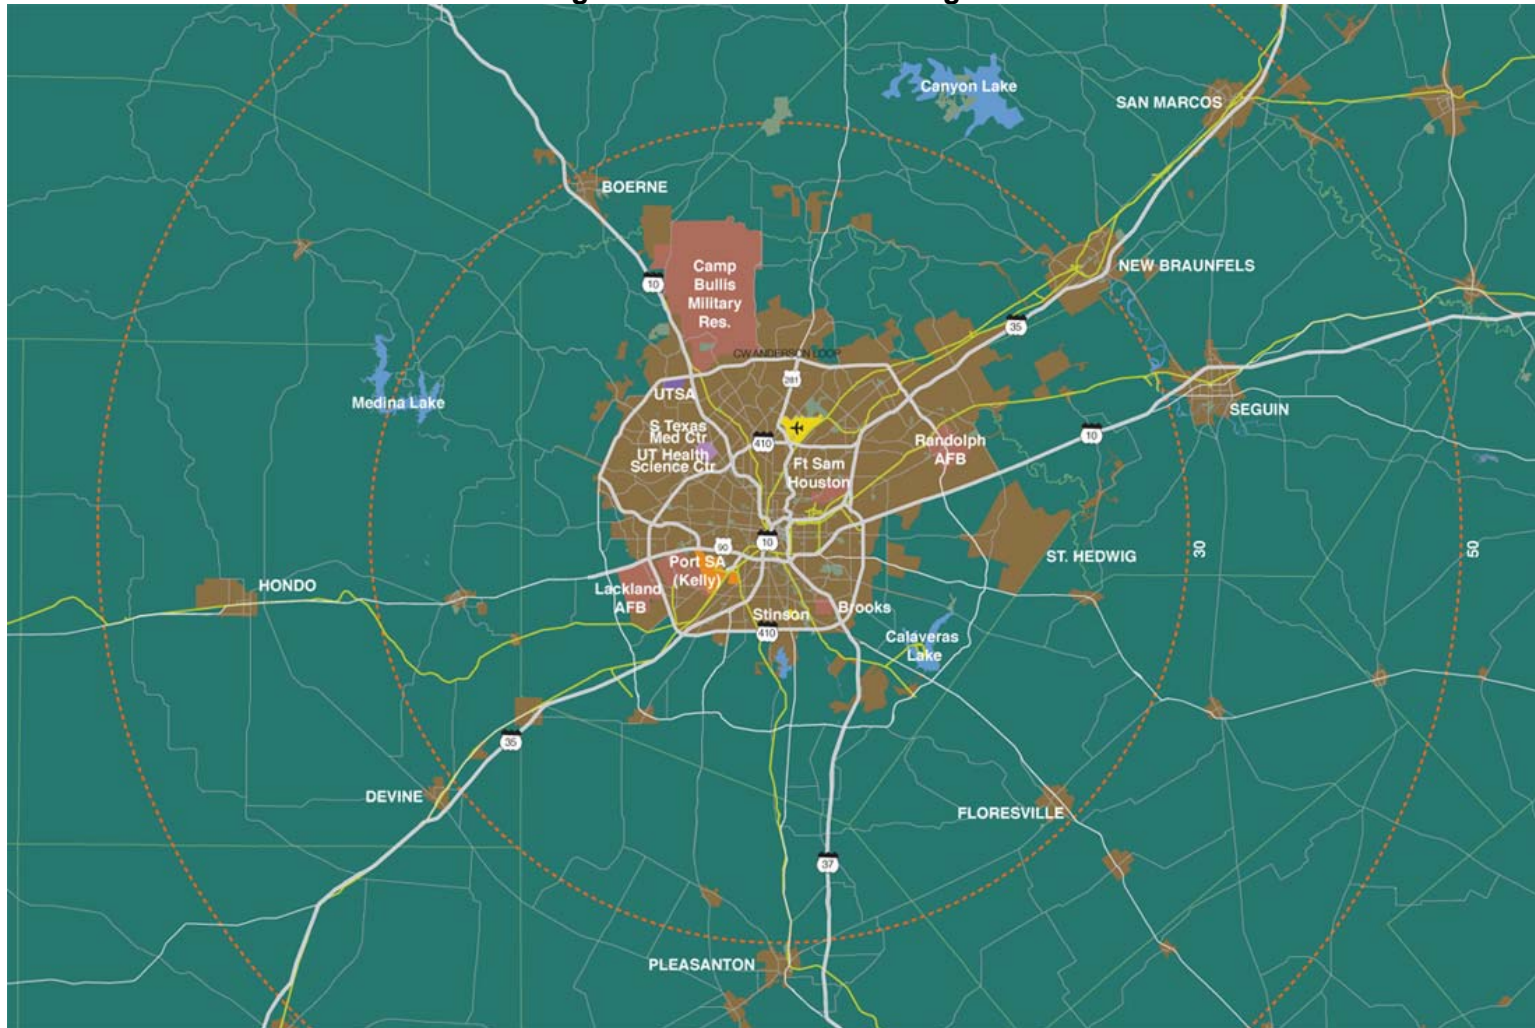 Canyon Lake
SAN MARCOS
BOERNE
Camp
Bullis
Military
Res.
10
NEW BRAUNFELS
35
CW ANDERSON LOOP
281
UTSA
Medina Lake
SEGUIN
S Texas
Med Ctr
UT Health
Science Ctr
410
Randolph
AFB
10
Ft Sam
Houston
10
90
30
50
ST. HEDWIG
Port SA
(Kelly)
HONDO
Lackland
AFB
Stinson
Brooks
410
Calaveras
Lake
35
DEVINE
FLORESVILLE
37
PLEASANTON